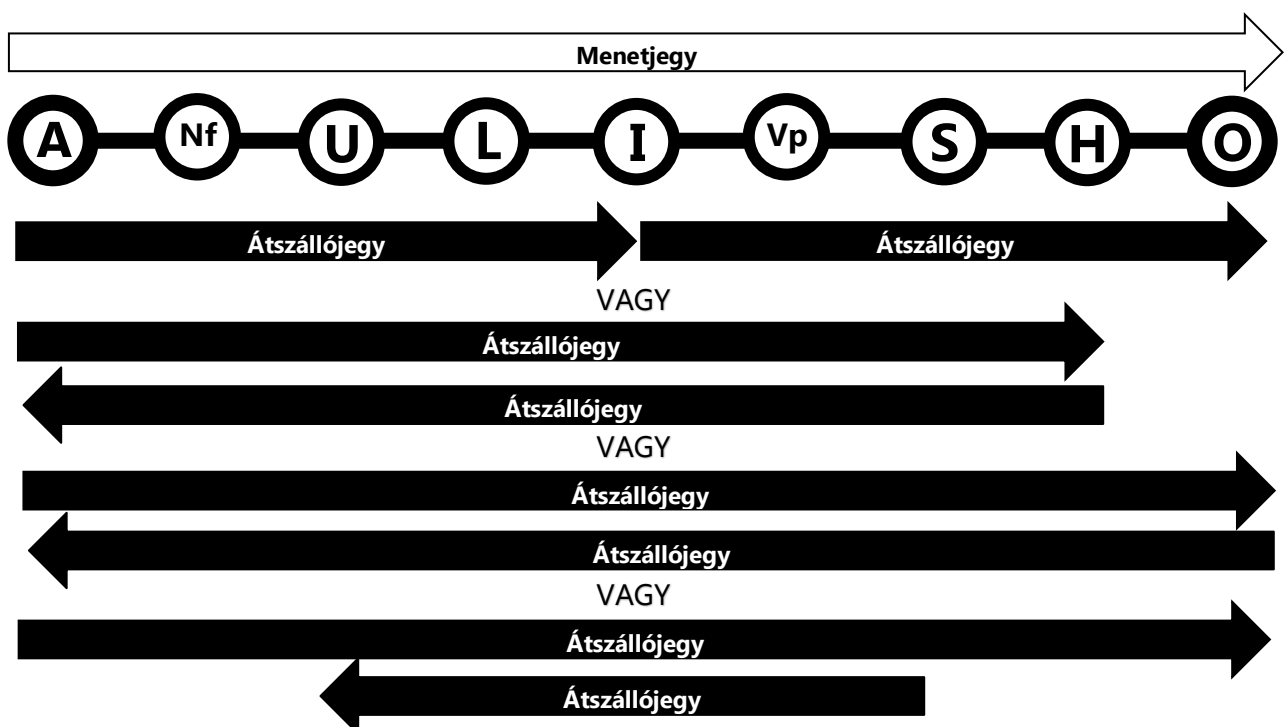 Menetjegy
A Nf U L I Vp S H O
Átszállójegy Átszállójegy
VAGY
Átszállójegy
Átszállójegy
VAGY
Átszállójegy
Átszállójegy
VAGY
Átszállójegy
Átszállójegy